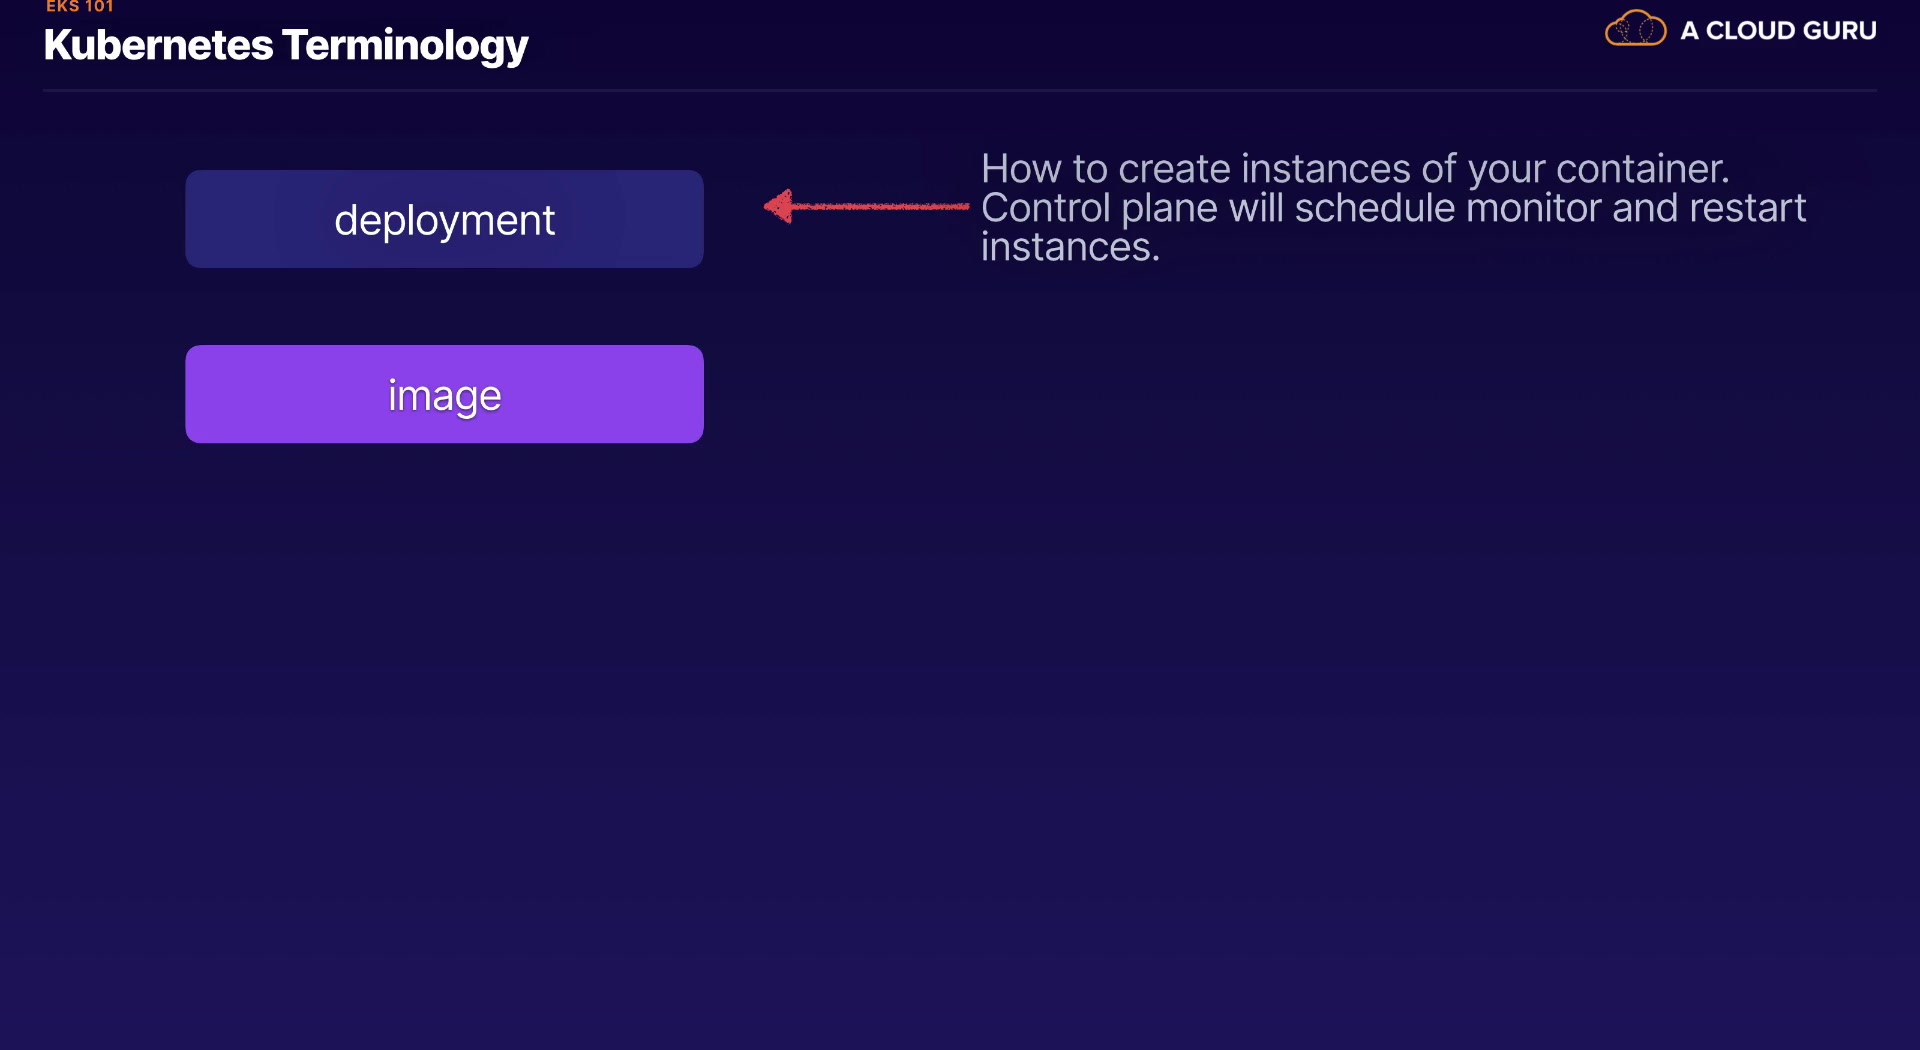 EKS 101
Kubernetes Terminology
A CLOUD GURU
deployment
How to create instances of your container.
Control plane will schedule monitor and restart
instances.
image